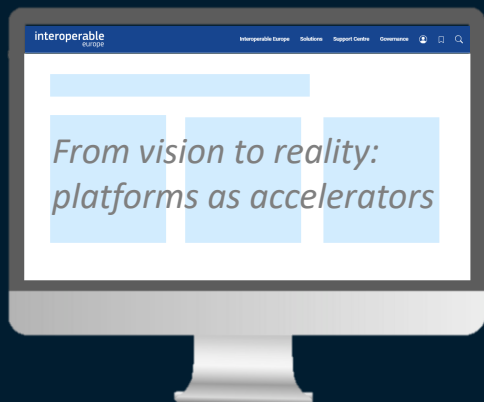 interoperable
europe
Interoperable Europe Solutions Support Centre Governance
From vision to reality:
platforms as accelerators